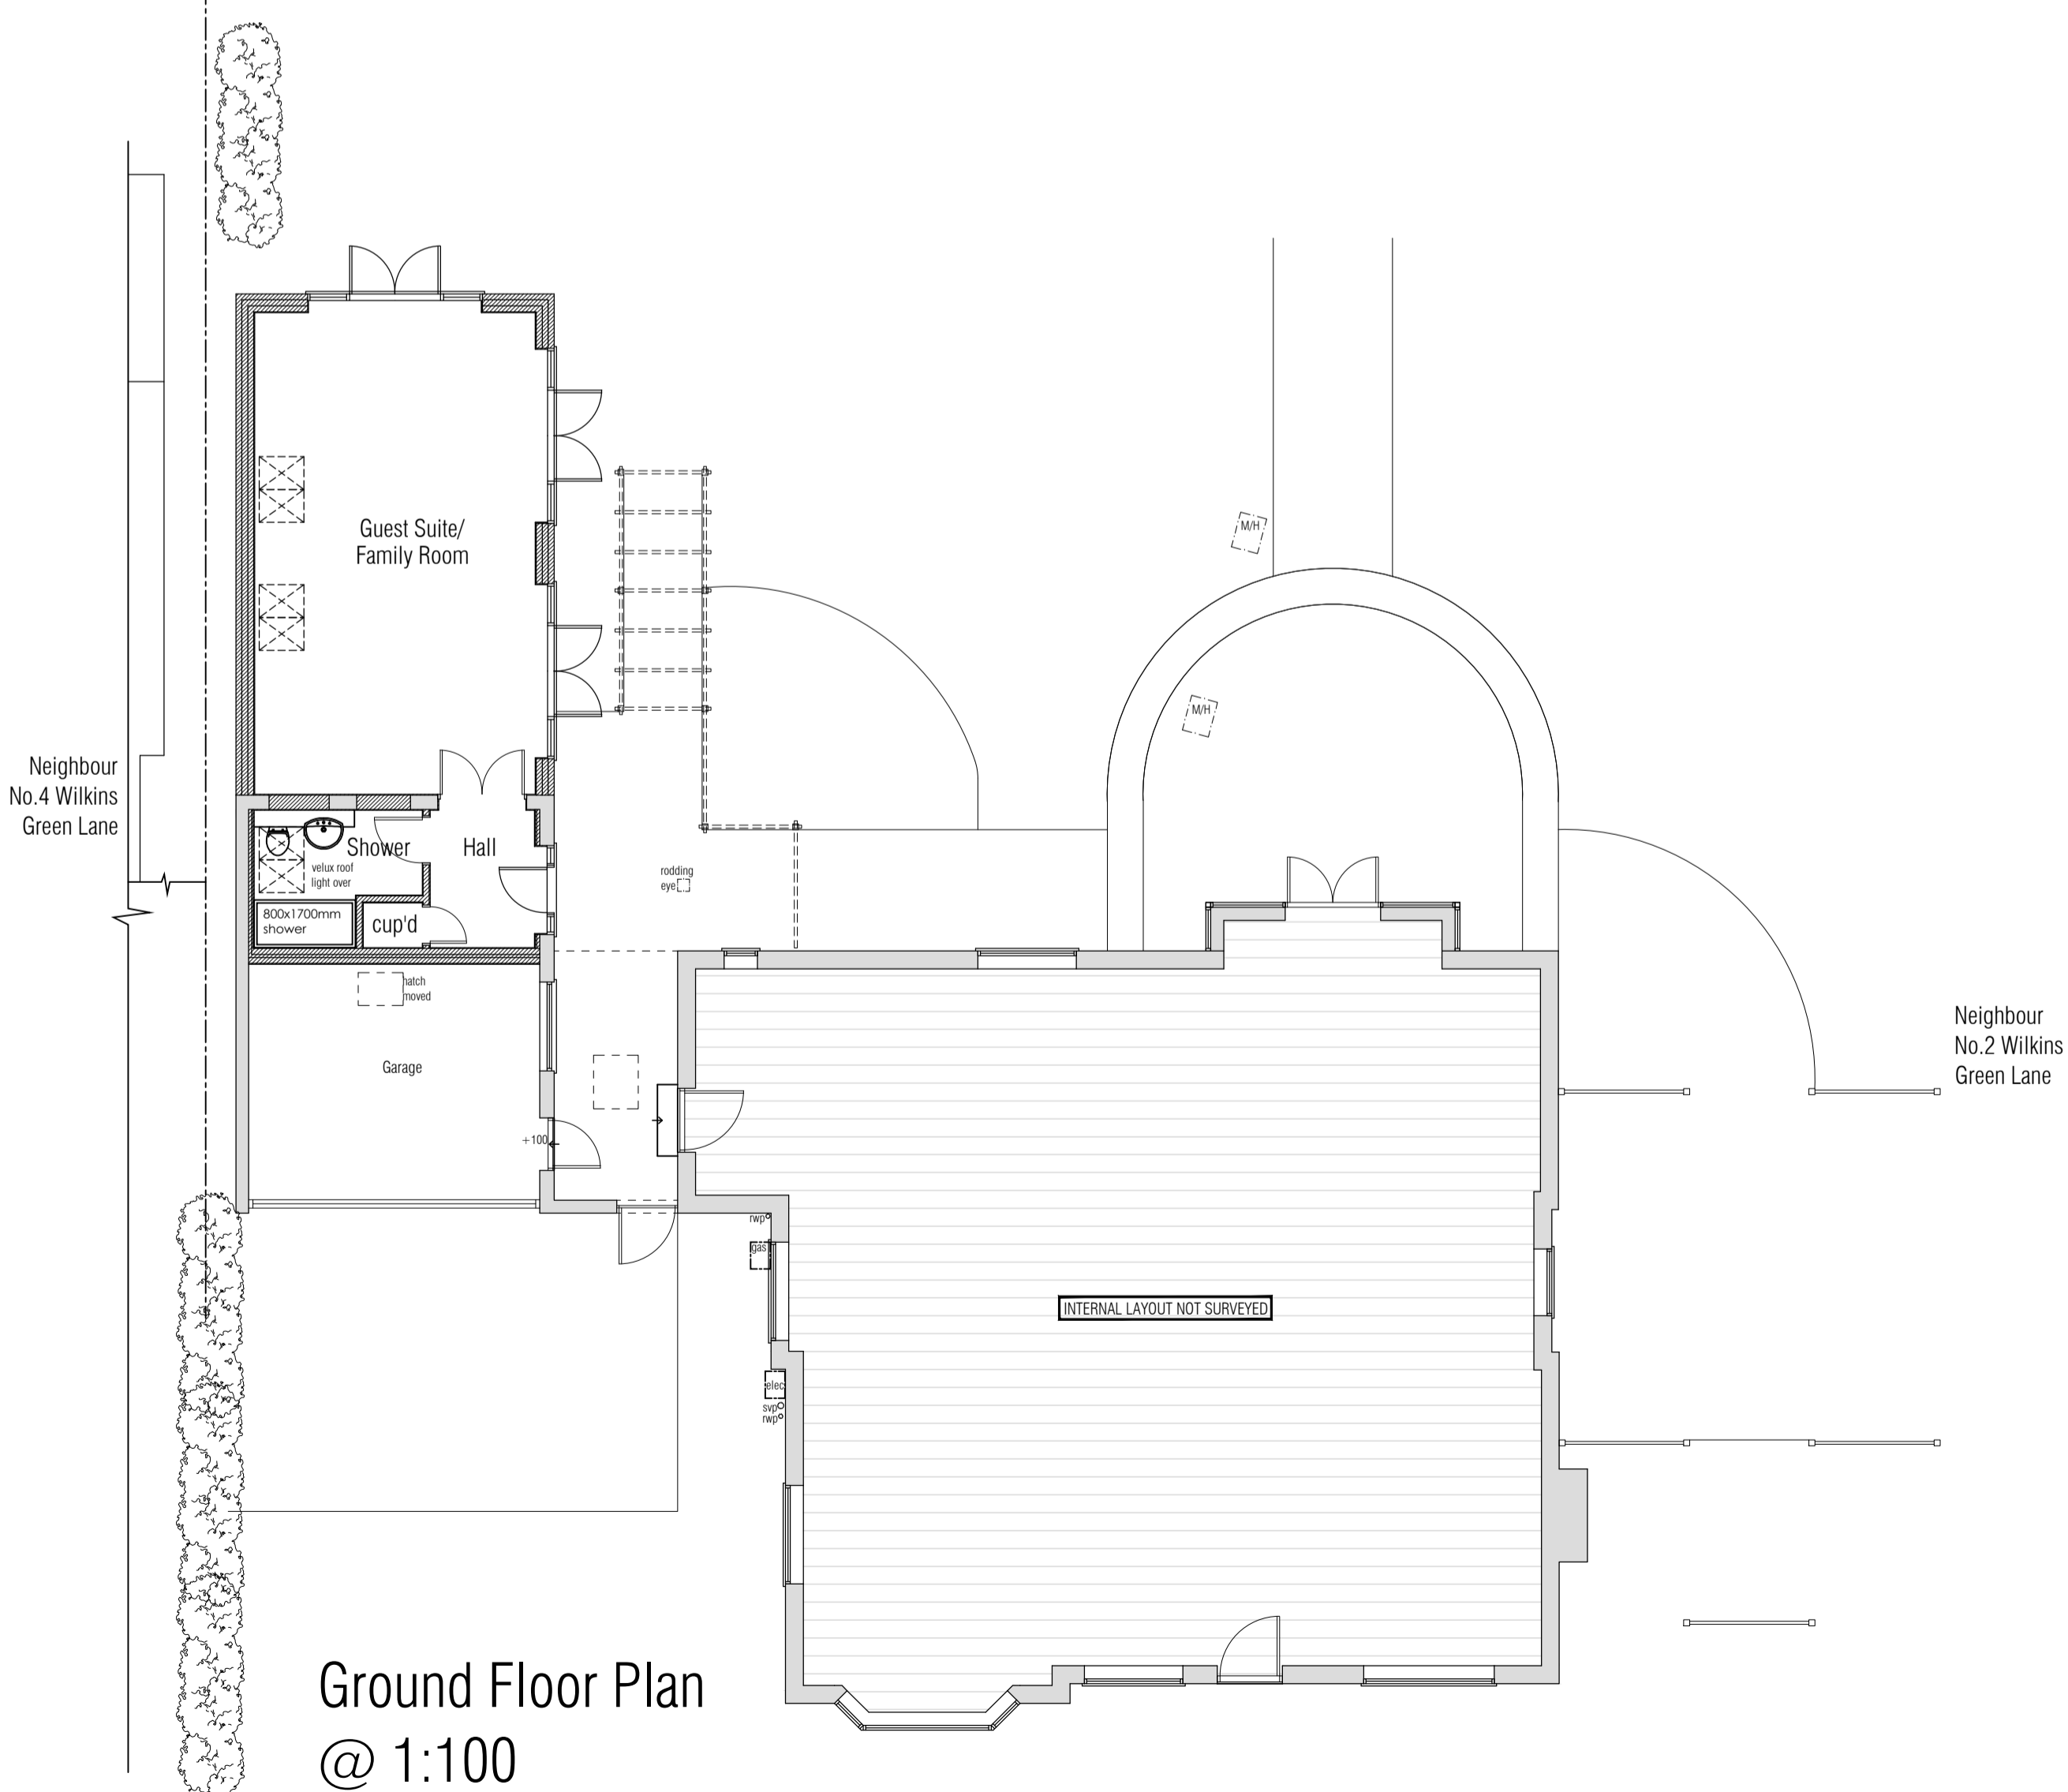 Guest Suite/
Family Room
M/H
M/H
Neighbour
No.4 Wilkins
Green Lane
Shower
Hall
velux roof
light over
rodding
eye
800x1700mm
shower
cup'd
hatch
moved
Garage
+100
Neighbour
No.2 Wilkins
Green Lane
rwp
gas
INTERNAL LAYOUT NOT SURVEYED
elec
svp
rwp
Ground Floor Plan
@ 1:100